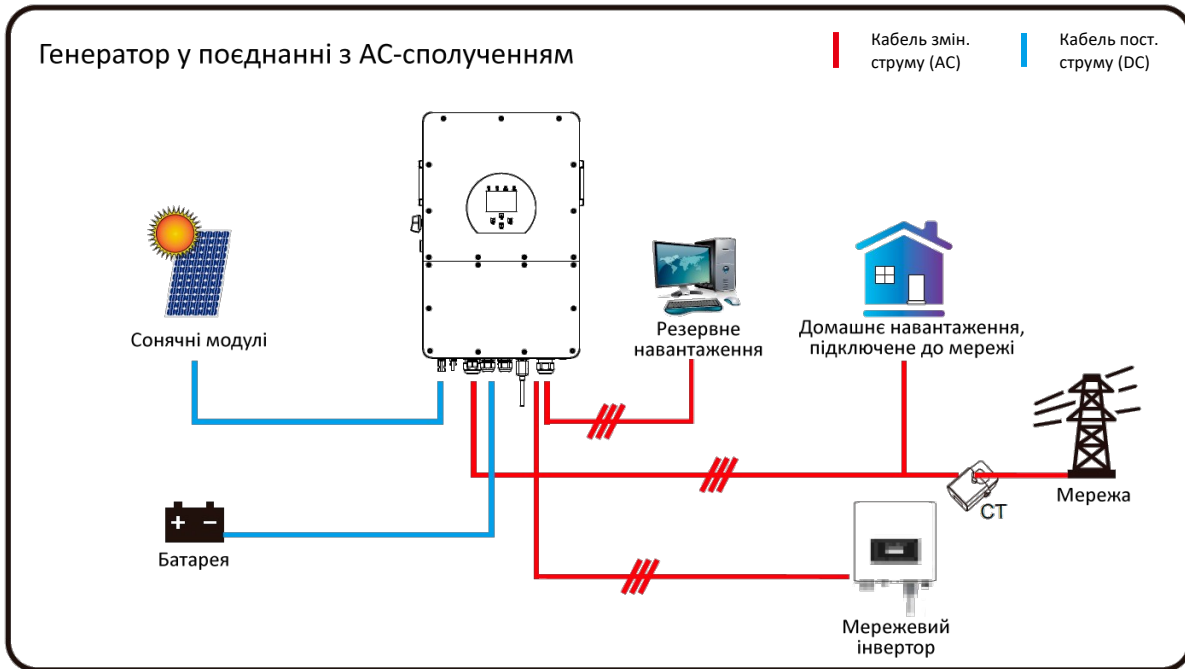 Генератор у поєднанні з АС-сполученням
Кабель змін.
струму (AC)
Кабель пост.
струму (DC)
Сонячні модулі
Резервне
навантаження
Домашнє навантаження,
підключене до мережі
Мережа
CT
Батарея
Мережевий
інвертор